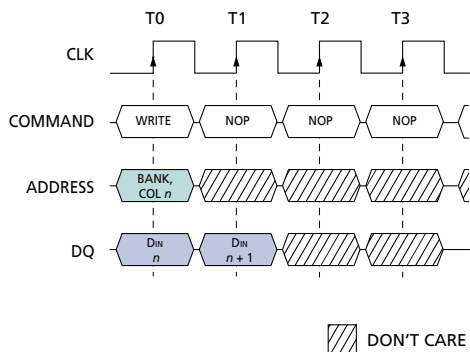 T0 T1 T2 T3
CLK
COMMAND WRITE NOP NOP NOP
ADDRESS BANK,
COL n
DQ DIN
n DIN
n + 1
DON'T CARE